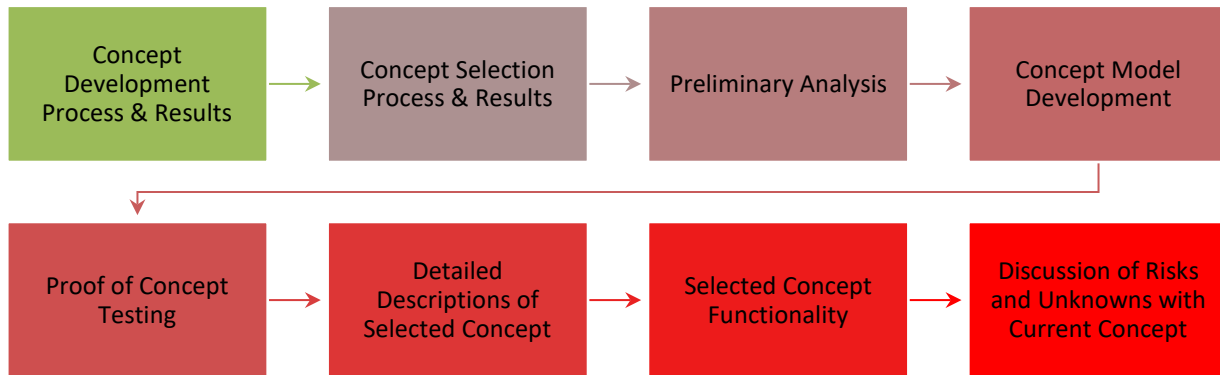 Concept
Development
Process & Results
Concept Selection
Process & Results
Preliminary Analysis
Concept Model
Development
Proof of Concept
Testing
Detailed
Descriptions of
Selected Concept
Selected Concept
Functionality
Discussion of Risks
and Unknowns with
Current Concept